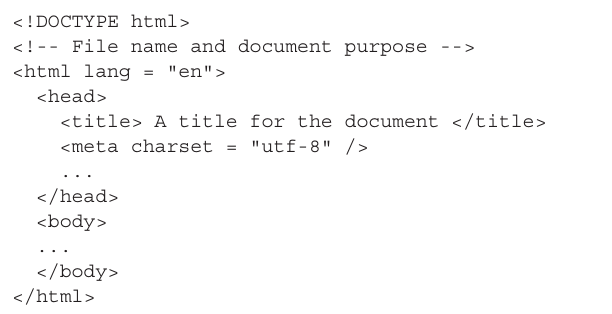 <!DOCTYPE html>
<!-- File name and document purpose -->
<html lang = "en">
  <head>
    <title> A title for the document </title>
    <meta charset = "utf-8" />
    ...
  </head>
  <body>
  ...
  </body>
</html>